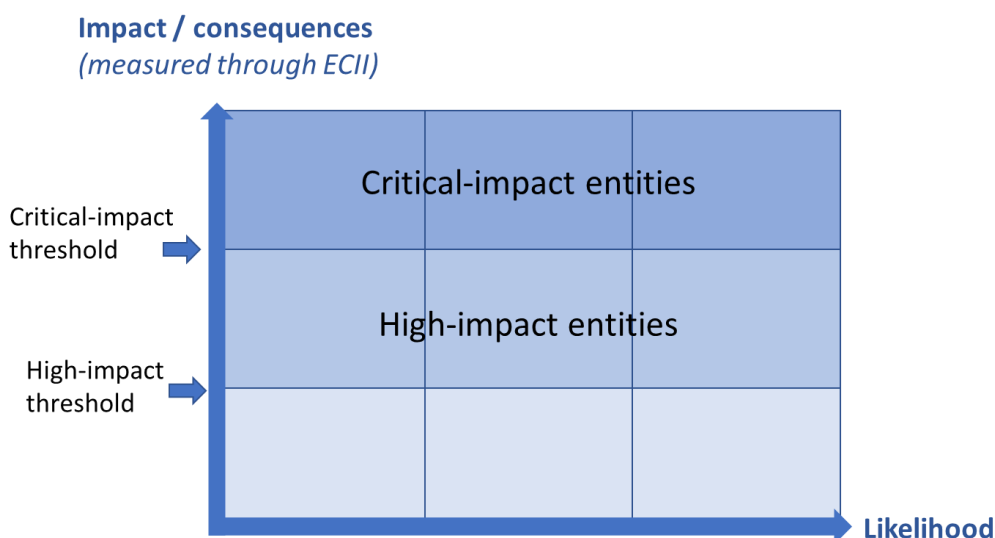 Impact / consequences
(measured through ECII)
Critical-impact entities
Critical-impact
threshold
High-impact entities
High-impact
threshold
Likelihood